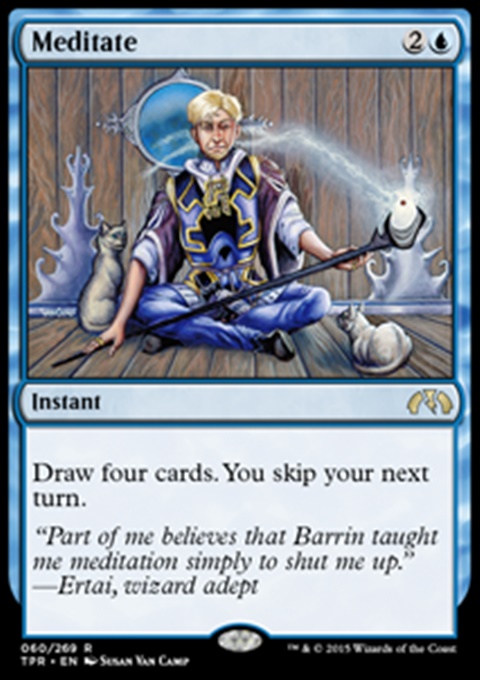 Meditate 2
Instant
Draw four cards. You skip your next
turn.
“Part of me believes that Barrin taught
me meditation simply to shut me up.”
—Ertai, wizard adept
060/269 R
TPR • EN Susan Van Camp
™ & © 2015 Wizards of the Coast